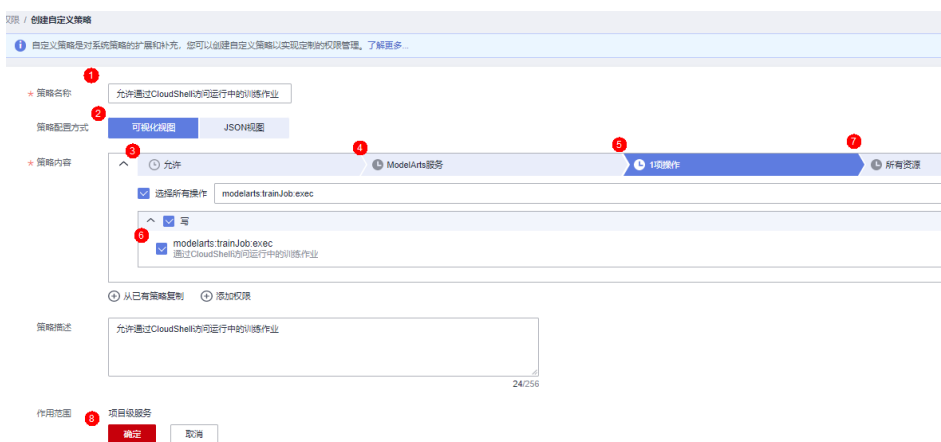 权限 / 创建自定义策略
自定义策略是对系统策略的扩展和补充，您可以创建自定义策略以实现定制的权限管理。了解更多...
1
* 策略名称 允许通过CloudShell访问运行中的训练作业
2
策略配置方式 可视化视图 JSON视图
3 4 5 7
* 策略内容 允许 ModelArts服务 1项操作 所有资源
选择所有操作 modelarts:trainJob:exec
写
6
modelarts:trainJob:exec
通过CloudShell访问运行中的训练作业
从已有策略复制 添加权限
策略描述 允许通过CloudShell访问运行中的训练作业
24/256
作用范围 项目级服务
8
确定 取消